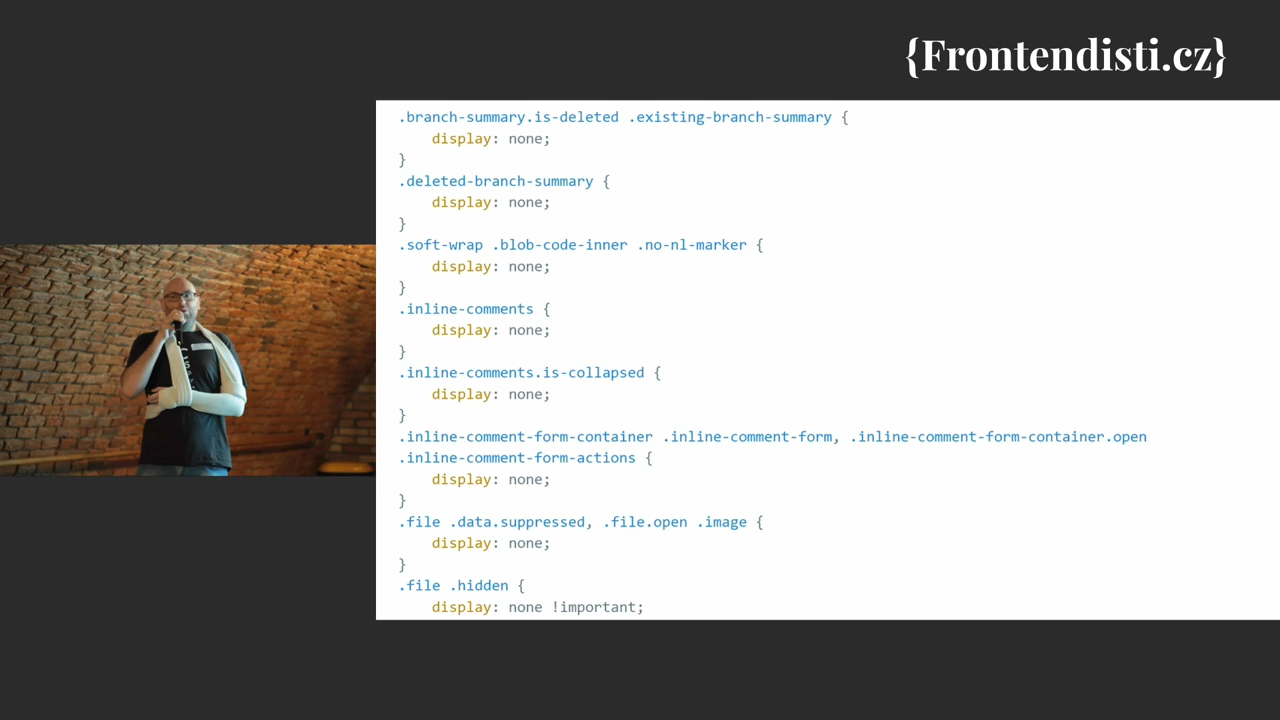 {Frontendisti.cz}
.branch-summary.is-deleted .existing-branch-summary {
    display: none;
}
.deleted-branch-summary {
    display: none;
}
.soft-wrap .blob-code-inner .no-nl-marker {
    display: none;
}
.inline-comments {
    display: none;
}
.inline-comments.is-collapsed {
    display: none;
}
.inline-comment-form-container .inline-comment-form, .inline-comment-form-container.open
.inline-comment-form-actions {
    display: none;
}
.file .data.suppressed, .file.open .image {
    display: none;
}
.file .hidden {
    display: none !important;